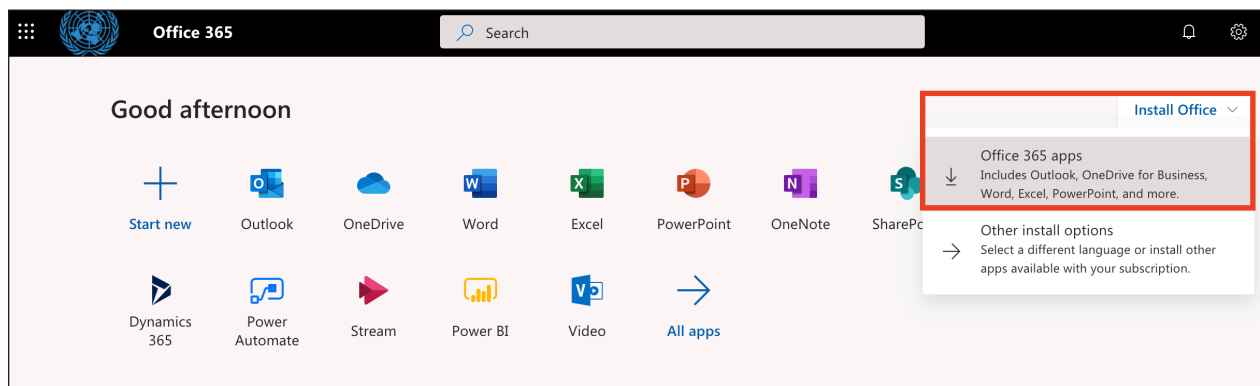 Office 365
Search
Good afternoon
Install Office
Office 365 apps
Includes Outlook, OneDrive for Business,
Word, Excel, PowerPoint, and more.
Other install options
Select a different language or install other
apps available with your subscription.
Start new
Outlook
OneDrive
Word
Excel
PowerPoint
OneNote
SharePo
Dynamics
365
Power
Automate
Stream
Power BI
Video
All apps